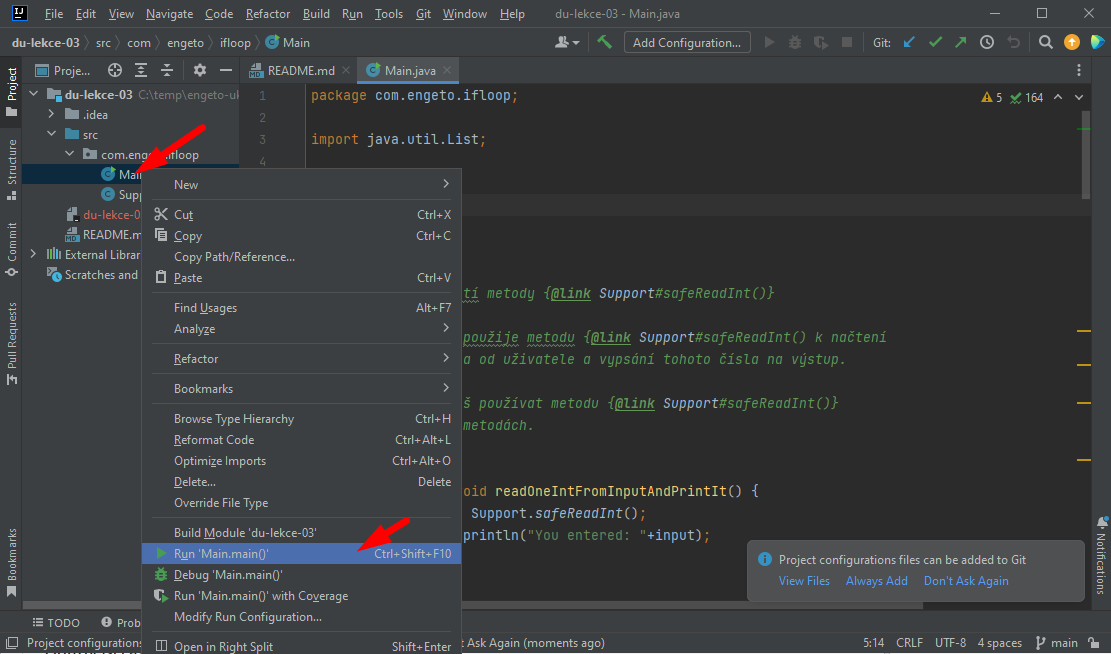 File Edit View Navigate Code Refactor Build Run Tools Git Window Help du-lekce-03 - Main.java
du-lekce-03 src com engeto ifloop Main Add Configuration... Git:
Proje... README.md Main.java
Project
Structure
Commit
Pull Requests
Bookmarks
du-lekce-03 C:\temp\engeto-uk
.idea
src
com.engeto.ifloop
Main
Supp
du-lekce-0
README.m
External Librar
Scratches and
1 package com.engeto.ifloop;
2
3 import java.util.List;
4
5 164
New
Cut Ctrl+X
Copy Ctrl+C
Copy Path/Reference...
Paste Ctrl+V
Find Usages Alt+F7
Analyze
Refactor
Bookmarks
Browse Type Hierarchy Ctrl+H
Reformat Code Ctrl+Alt+L
Optimize Imports Ctrl+Alt+O
Delete... Delete
Override File Type
Build Module 'du-lekce-03'
Run 'Main.main()' Ctrl+Shift+F10
Debug 'Main.main()'
Run 'Main.main()' with Coverage
Modify Run Configuration...
Open in Right Split Shift+Enter
tí metody {@link Support#safeReadInt()}
použije metodu {@link Support#safeReadInt() k načtení
a od uživatele a vypsání tohoto čísla na výstup.
š používat metodu {@link Support#safeReadInt()}
metodách.
oid readOneIntFromInputAndPrintIt() {
Support.safeReadInt();
println("You entered: "+input);
Project configurations files can be added to Git
View Files Always Add Don't Ask Again
Notifications
TODO Prob
Project configurations
t Ask Again (moments ago) 5:14 CRLF UTF-8 4 spaces main